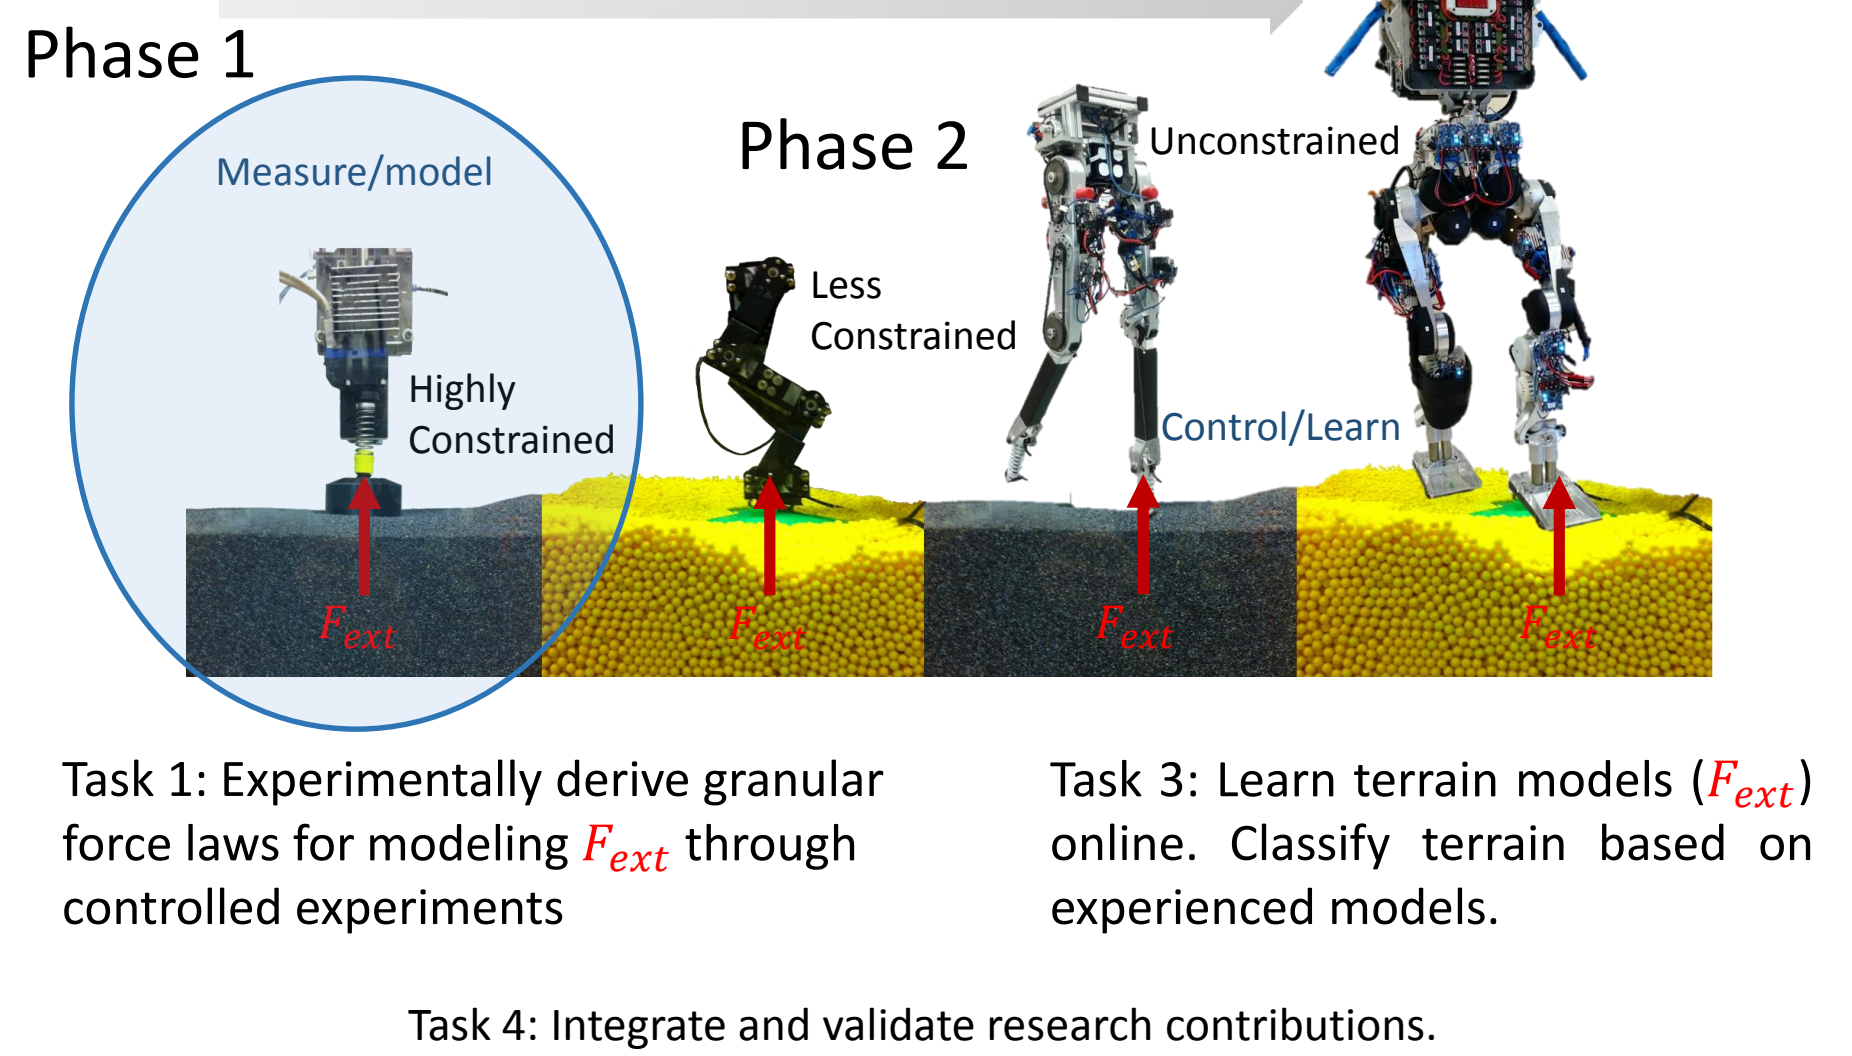 Phase 1
Measure/model
Highly
Constrained
Phase 2
Less
Constrained
Unconstrained
Control/Learn
F_ext
F_ext
F_ext
F_ext
Task 1: Experimentally derive granular
force laws for modeling F_ext through
controlled experiments
Task 3: Learn terrain models (F_ext)
online. Classify terrain based on
experienced models.
Task 4: Integrate and validate research contributions.